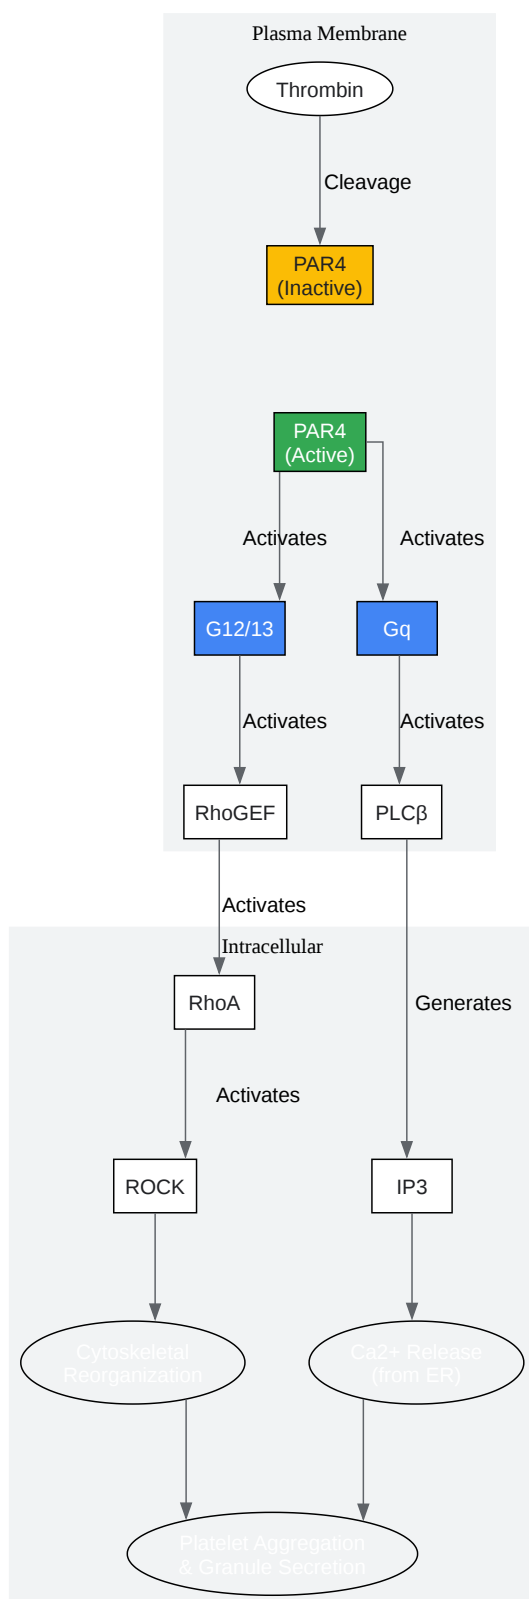 Plasma Membrane
Thrombin
Cleavage
PAR4
(Inactive)
PAR4
(Active)
Activates
Activates
G12/13
Gq
Activates
Activates
RhoGEF
PLCβ
Activates
Intracellular
RhoA
Generates
Activates
ROCK
IP3
Cytoskeletal
Reorganization
Ca2+ Release
(from ER)
Platelet Aggregation
& Granule Secretion